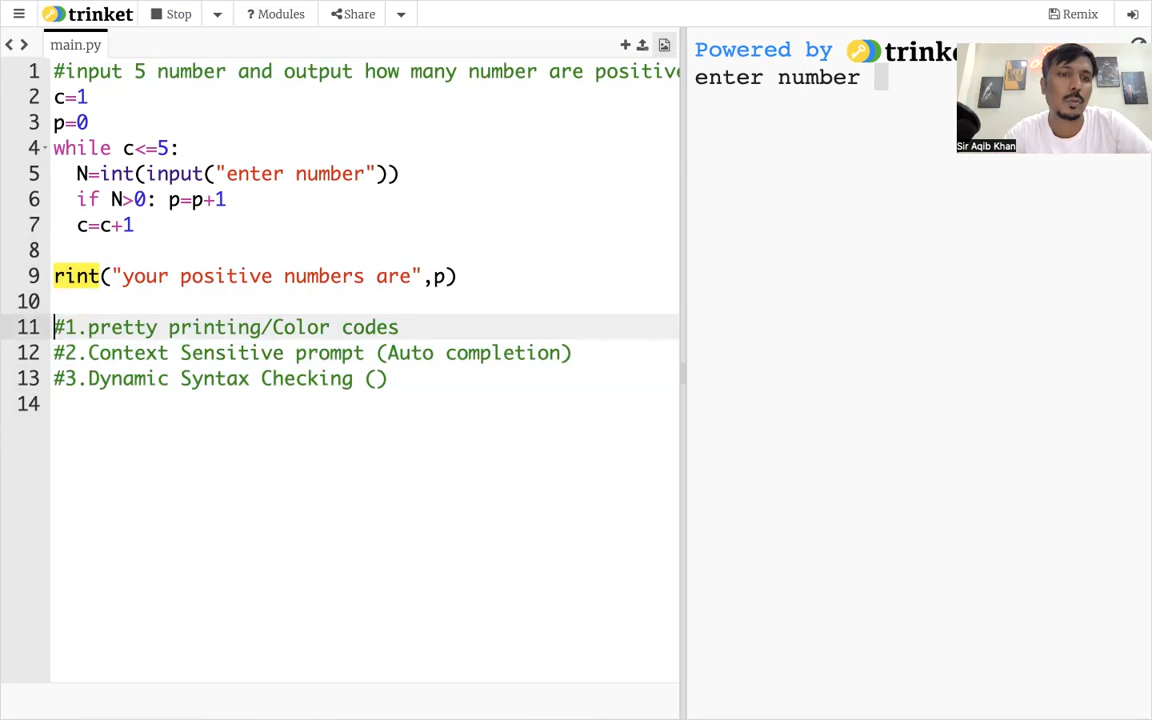 trinket Stop Modules Share Remix
main.py
1 #input 5 number and output how many number are positive
2 c=1
3 p=0
4 while c<=5:
5 N=int(input("enter number"))
6 if N>0: p=p+1
7 c=c+1
8
9 rint("your positive numbers are",p)
10
11 #1.pretty printing/Color codes
12 #2.Context Sensitive prompt (Auto completion)
13 #3.Dynamic Syntax Checking ()
14
Powered by trinke
enter number
Sir Aqib Khan